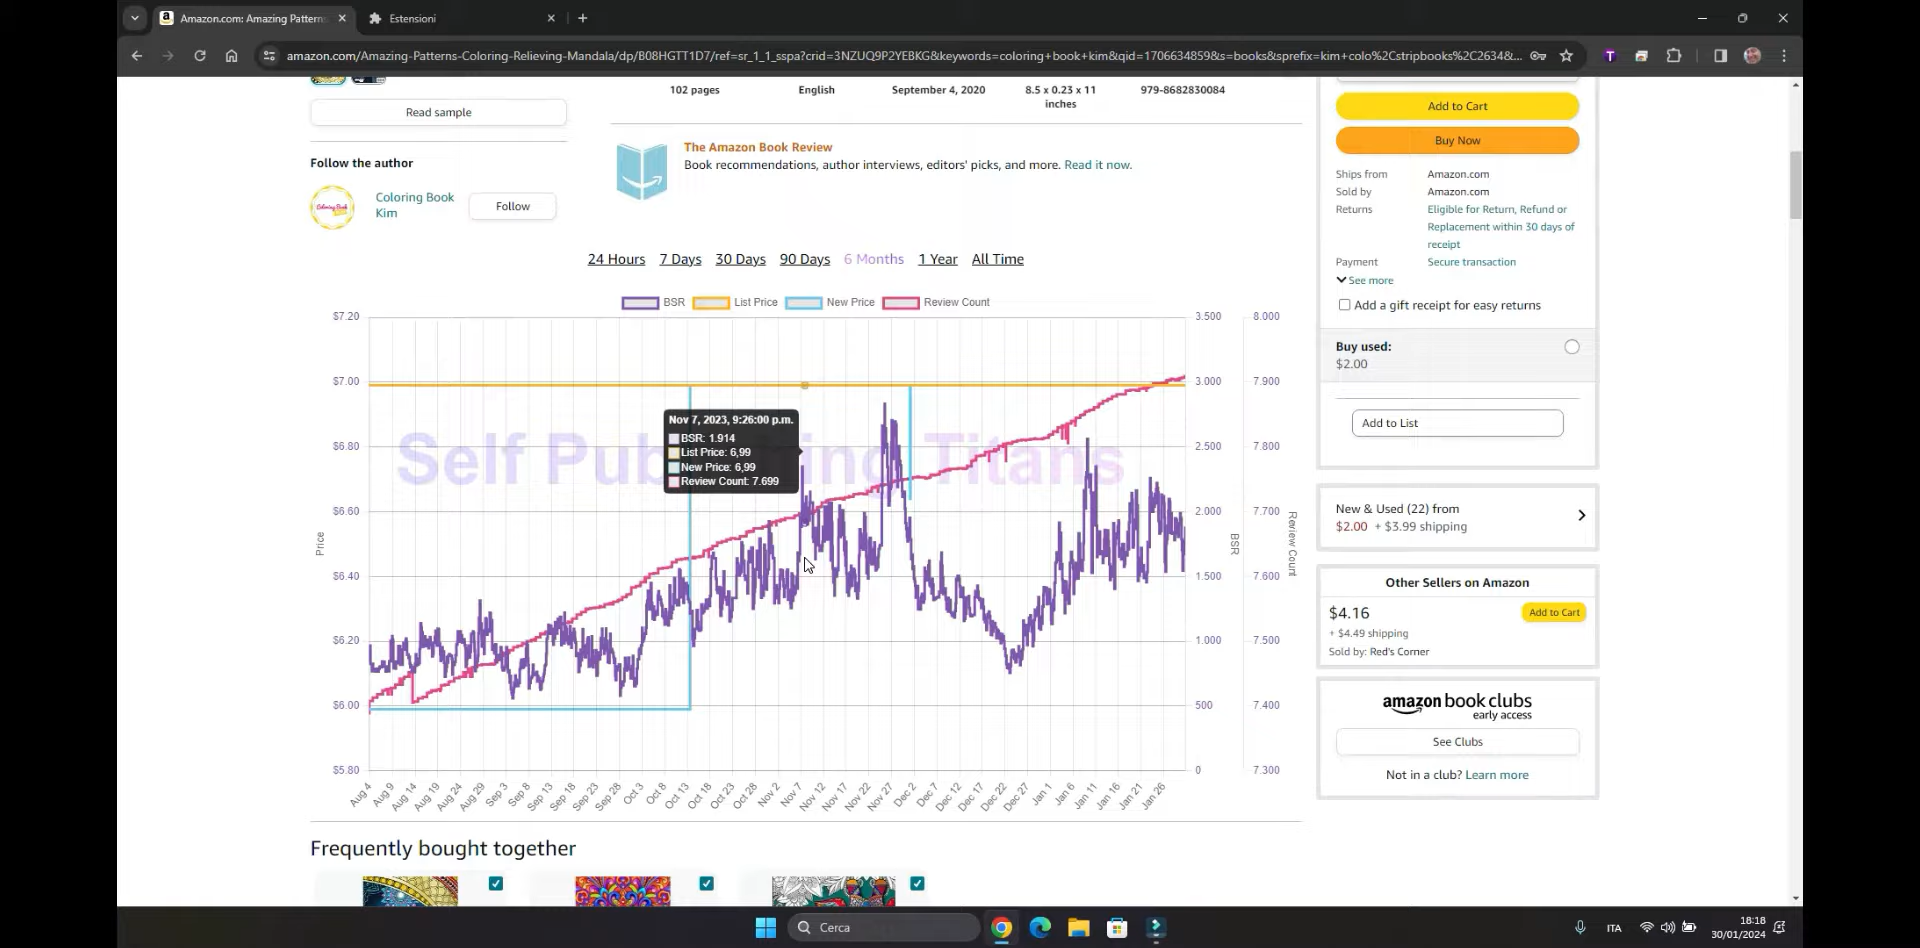 Amazon.com: Amazing Patterns
Estensioni
amazon.com/Amazing-Patterns-Coloring-Relieving-Mandala/dp/B08HGTT1D7/ref=sr_1_1_sspa?crid=3NZUQ9P2YEBKG&keywords=coloring+book+kim&qid=1706634859&s=books&sprefix=kim+colo%2Cstripbooks%2C2634&...
Read sample
Follow the author
Coloring Book
Kim
Follow
102 pages
English
September 4, 2020
8.5 x 0.23 x 11
inches
979-8682830084
The Amazon Book Review
Book recommendations, author interviews, editors' picks, and more. Read it now.
24 Hours 7 Days 30 Days 90 Days 6 Months 1 Year All Time
BSR List Price New Price Review Count
$7.20
$7.00
$6.80
$6.60
$6.40
$6.20
$6.00
$5.80
Price
Self Publishing Titans
Nov 7, 2023, 9:26:00 p.m.
BSR: 1.914
List Price: 6,99
New Price: 6,99
Review Count: 7.699
3.500
3.000
2.500
2.000
1.500
1.000
500
0
BSR
8.000
7.900
7.800
7.700
7.600
7.500
7.400
7.300
Review Count
Aug 4 Aug 9 Aug 14 Aug 19 Aug 24 Aug 29 Sep 3 Sep 8 Sep 13 Sep 18 Sep 23 Sep 28 Oct 3 Oct 8 Oct 13 Oct 18 Oct 23 Oct 28 Nov 2 Nov 7 Nov 12 Nov 17 Nov 22 Nov 27 Dec 2 Dec 7 Dec 12 Dec 17 Dec 22 Dec 27 Jan 1 Jan 6 Jan 11 Jan 16 Jan 21 Jan 26
Frequently bought together
Add to Cart
Buy Now
Ships from Amazon.com
Sold by Amazon.com
Returns Eligible for Return, Refund or
Replacement within 30 days of
receipt
Payment Secure transaction
See more
Add a gift receipt for easy returns
Buy used:
$2.00
Add to List
New & Used (22) from
$2.00 + $3.99 shipping
Other Sellers on Amazon
$4.16
Add to Cart
+ $4.49 shipping
Sold by: Red's Corner
amazon book clubs
early access
See Clubs
Not in a club? Learn more
Cerca
ITA
18:18
30/01/2024